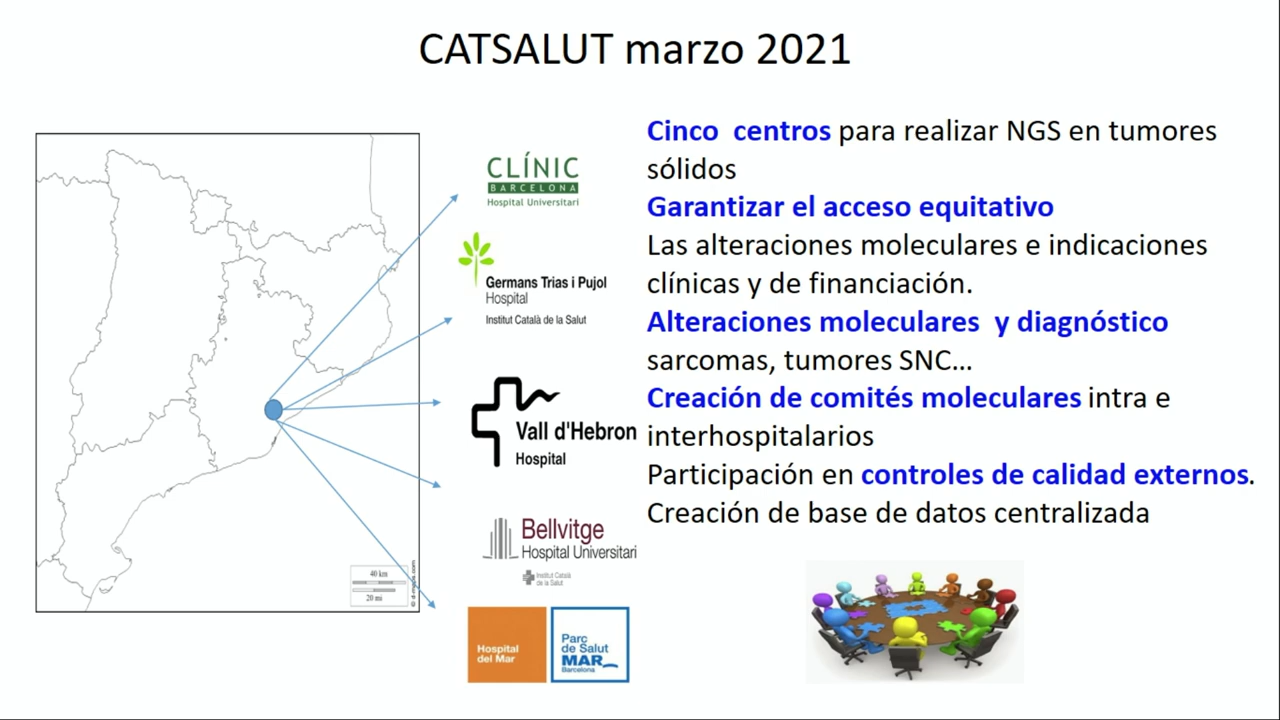 CATSALUT marzo 2021
CLÍNIC
BARCELONA
Hospital Universitari
Germans Trias i Pujol
Hospital
Institut Català de la Salut
Vall d'Hebron
Hospital
Bellvitge
Hospital Universitari
Institut Català
de la Salut
Hospital
del Mar
Parc
de Salut
MAR
Barcelona
40 km
20 mi
© d-maps.com
Cinco centros para realizar NGS en tumores
sólidos
Garantizar el acceso equitativo
Las alteraciones moleculares e indicaciones
clínicas y de financiación.
Alteraciones moleculares y diagnóstico
sarcomas, tumores SNC...
Creación de comités moleculares intra e
interhospitalarios
Participación en controles de calidad externos.
Creación de base de datos centralizada